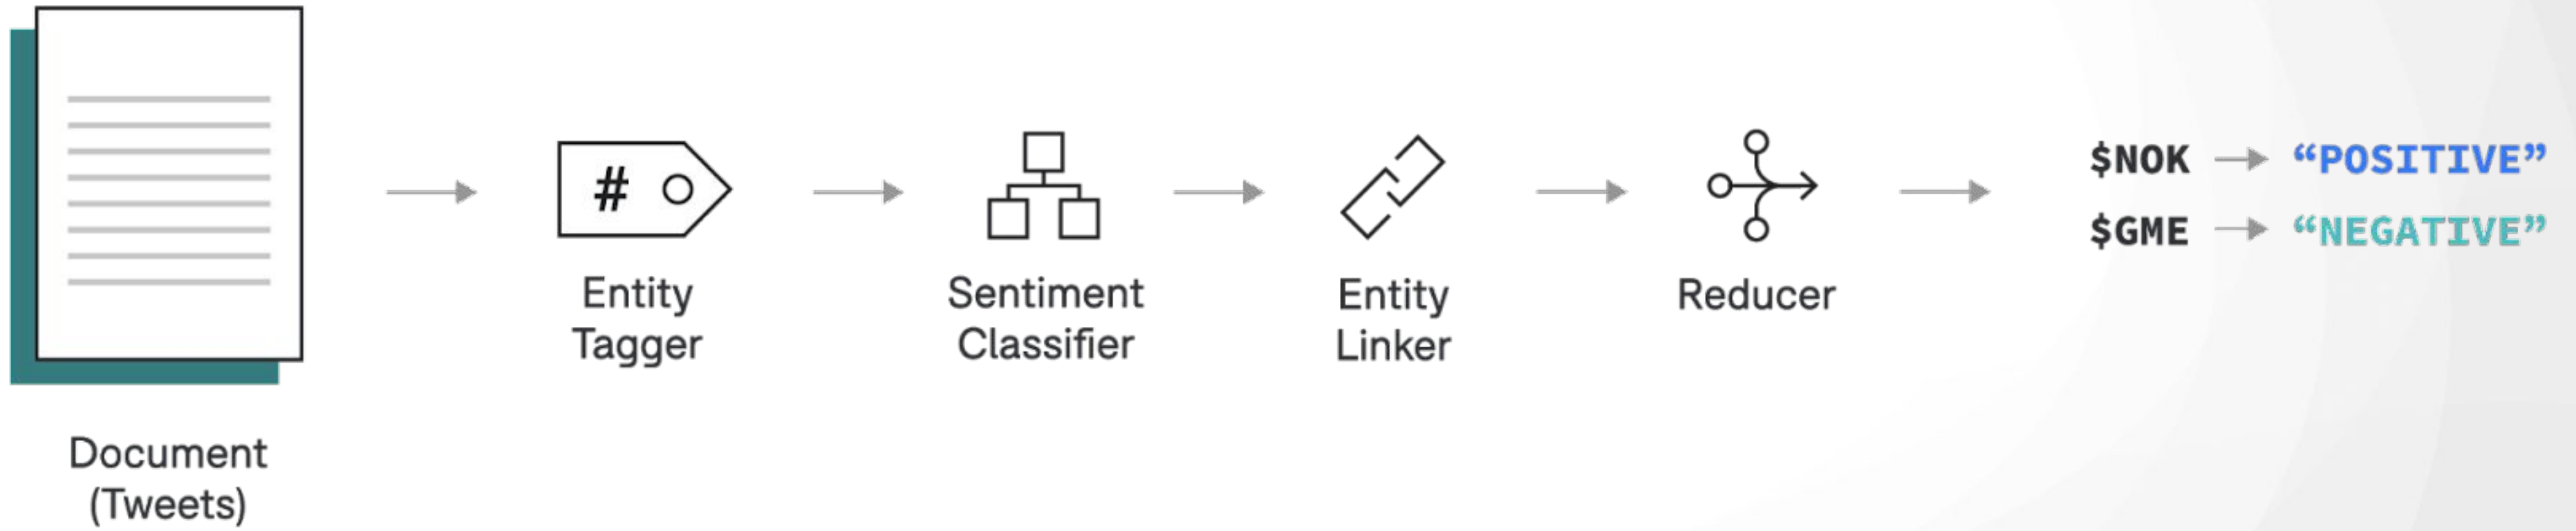 #
Document
(Tweets)
Entity
Tagger
Sentiment
Classifier
Entity
Linker
Reducer
$NOK “POSITIVE”
$GME “NEGATIVE”